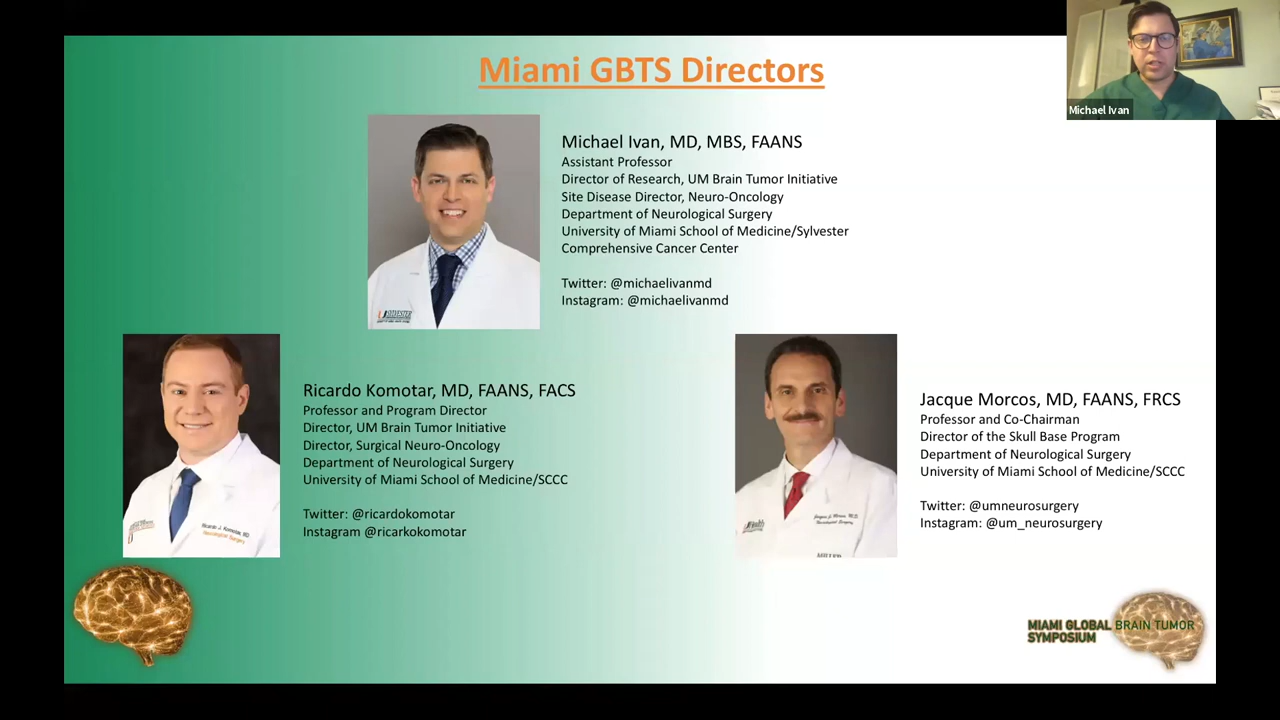 Miami GBTS Directors
Michael Ivan
Michael Ivan, MD, MBS, FAANS
Assistant Professor
Director of Research, UM Brain Tumor Initiative
Site Disease Director, Neuro-Oncology
Department of Neurological Surgery
University of Miami School of Medicine/Sylvester
Comprehensive Cancer Center
Twitter: @michaelivanmd
Instagram: @michaelivanmd
Ricardo Komotar, MD, FAANS, FACS
Professor and Program Director
Director, UM Brain Tumor Initiative
Director, Surgical Neuro-Oncology
Department of Neurological Surgery
University of Miami School of Medicine/SCCC
Twitter: @ricardokomotar
Instagram @ricarkokomotar
Ricardo J. Komotar, MD
Neurological Surgery
Jacque Morcos, MD, FAANS, FRCS
Professor and Co-Chairman
Director of the Skull Base Program
Department of Neurological Surgery
University of Miami School of Medicine/SCCC
Twitter: @umneurosurgery
Instagram: @um_neurosurgery
MIAMI GLOBAL BRAIN TUMOR
SYMPOSIUM